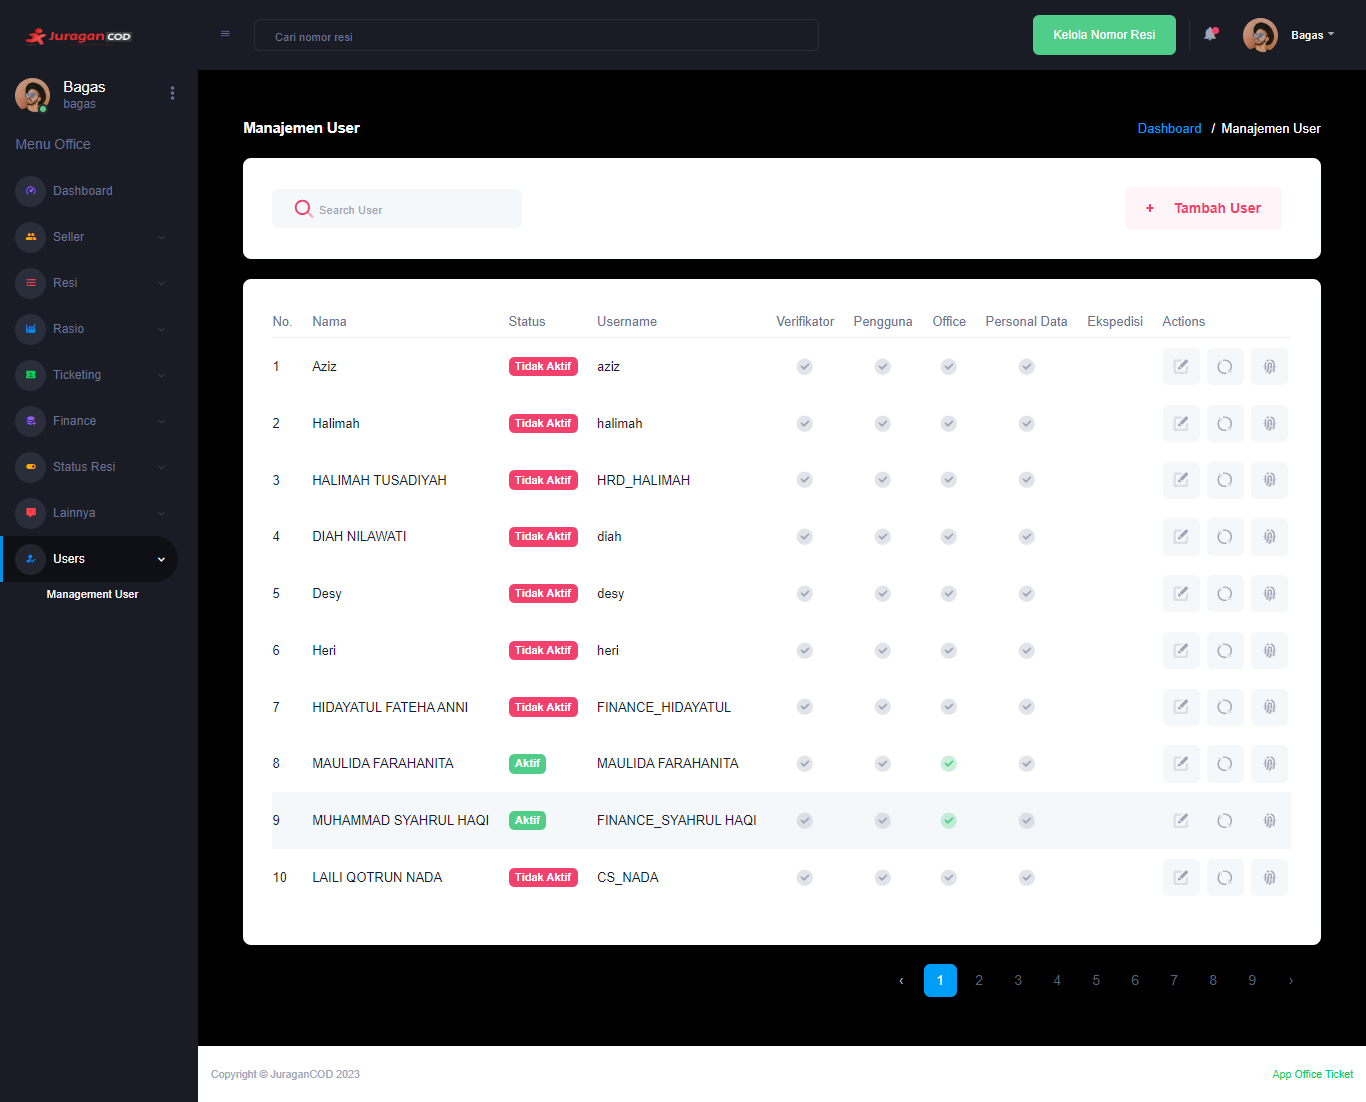 Juragan COD
Cari nomor resi
Kelola Nomor Resi
Bagas
Bagas
bagas
Menu Office
Dashboard
Seller
Resi
Rasio
Ticketing
Finance
Status Resi
Lainnya
Users
Management User
Manajemen User
Dashboard / Manajemen User
Search User
+ Tambah User
No. Nama Status Username Verifikator Pengguna Office Personal Data Ekspedisi Actions
1 Aziz Tidak Aktif aziz
2 Halimah Tidak Aktif halimah
3 HALIMAH TUSADIYAH Tidak Aktif HRD_HALIMAH
4 DIAH NILAWATI Tidak Aktif diah
5 Desy Tidak Aktif desy
6 Heri Tidak Aktif heri
7 HIDAYATUL FATEHA ANNI Tidak Aktif FINANCE_HIDAYATUL
8 MAULIDA FARAHANITA Aktif MAULIDA FARAHANITA
9 MUHAMMAD SYAHRUL HAQI Aktif FINANCE_SYAHRUL HAQI
10 LAILI QOTRUN NADA Tidak Aktif CS_NADA
‹ 1 2 3 4 5 6 7 8 9 ›
Copyright © JuraganCOD 2023
App Office Ticket